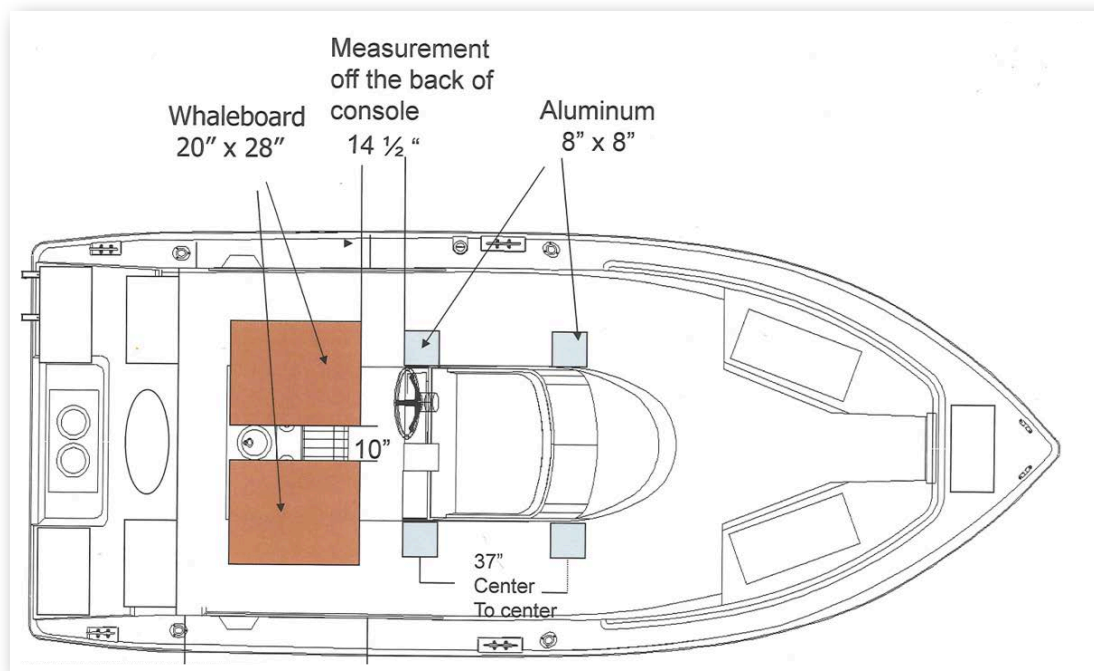 Measurement
off the back of
console
14 ½ “
Whaleboard
20” x 28”
Aluminum
8” x 8”
10”
37”
Center
To center